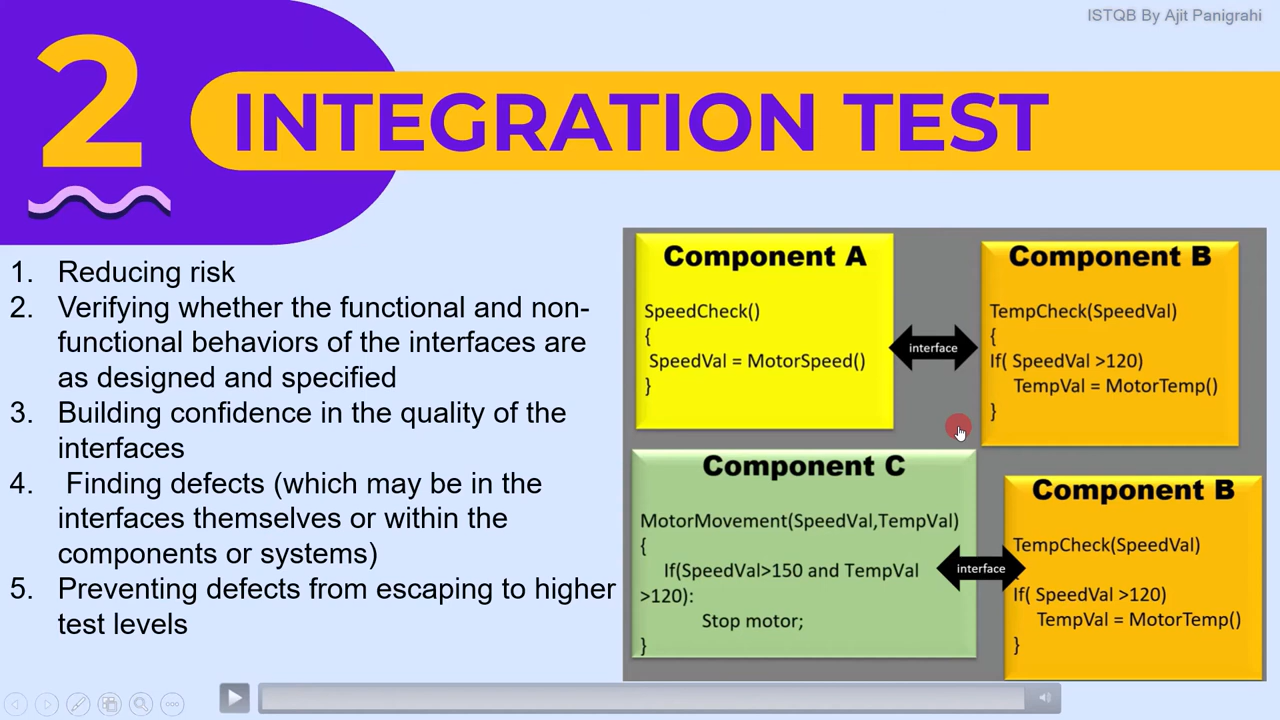 ISTQB By Ajit Panigrahi
2
INTEGRATION TEST
1. Reducing risk
2. Verifying whether the functional and non-
functional behaviors of the interfaces are
as designed and specified
3. Building confidence in the quality of the
interfaces
4. Finding defects (which may be in the
interfaces themselves or within the
components or systems)
5. Preventing defects from escaping to higher
test levels
Component A
SpeedCheck()
{
SpeedVal = MotorSpeed()
}
interface
Component B
TempCheck(SpeedVal)
{
If( SpeedVal >120)
TempVal = MotorTemp()
}
Component C
MotorMovement(SpeedVal,TempVal)
{
If(SpeedVal>150 and TempVal
>120):
Stop motor;
}
interface
Component B
TempCheck(SpeedVal)
If( SpeedVal >120)
TempVal = MotorTemp()
}